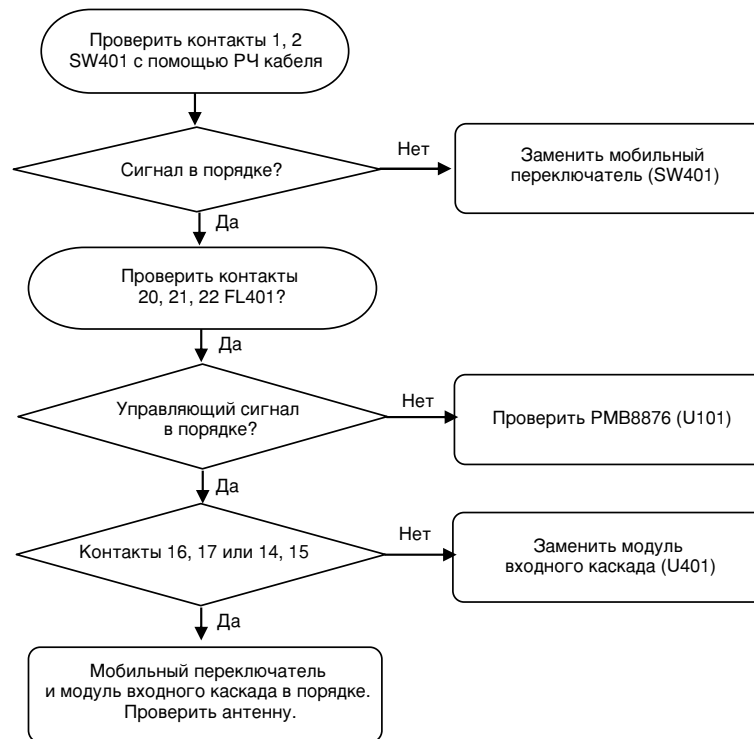 Проверить контакты 1, 2
SW401 с помощью РЧ кабеля
Сигнал в порядке?
Нет
Заменить мобильный
переключатель (SW401)
Да
Проверить контакты
20, 21, 22 FL401?
Да
Управляющий сигнал
в порядке?
Нет
Проверить PMB8876 (U101)
Да
Контакты 16, 17 или 14, 15
Нет
Заменить модуль
входного каскада (U401)
Да
Мобильный переключатель
и модуль входного каскада в порядке.
Проверить антенну.